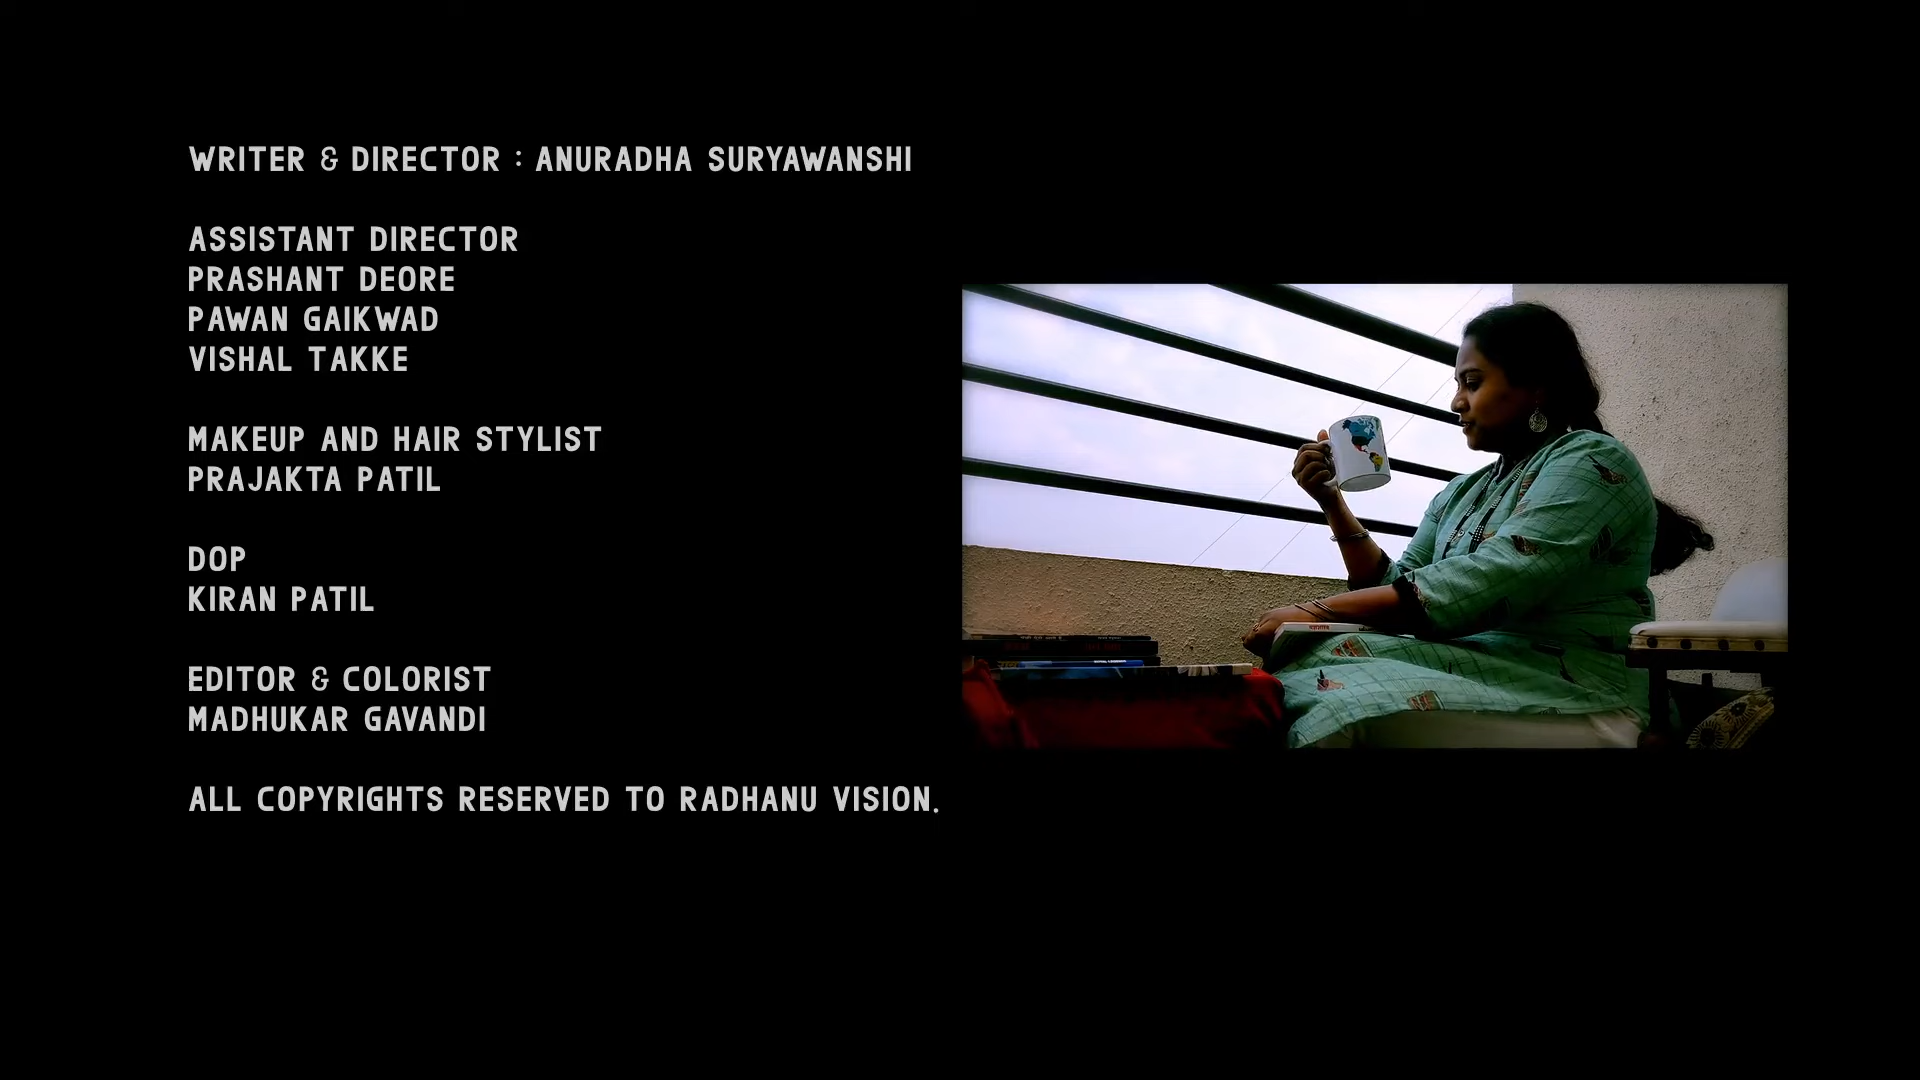 WRITER & DIRECTOR : ANURADHA SURYAWANSHI
ASSISTANT DIRECTOR
PRASHANT DEORE
PAWAN GAIKWAD
VISHAL TAKKE
MAKEUP AND HAIR STYLIST
PRAJAKTA PATIL
DOP
KIRAN PATIL
EDITOR & COLORIST
MADHUKAR GAVANDI
ALL COPYRIGHTS RESERVED TO RADHANU VISION.